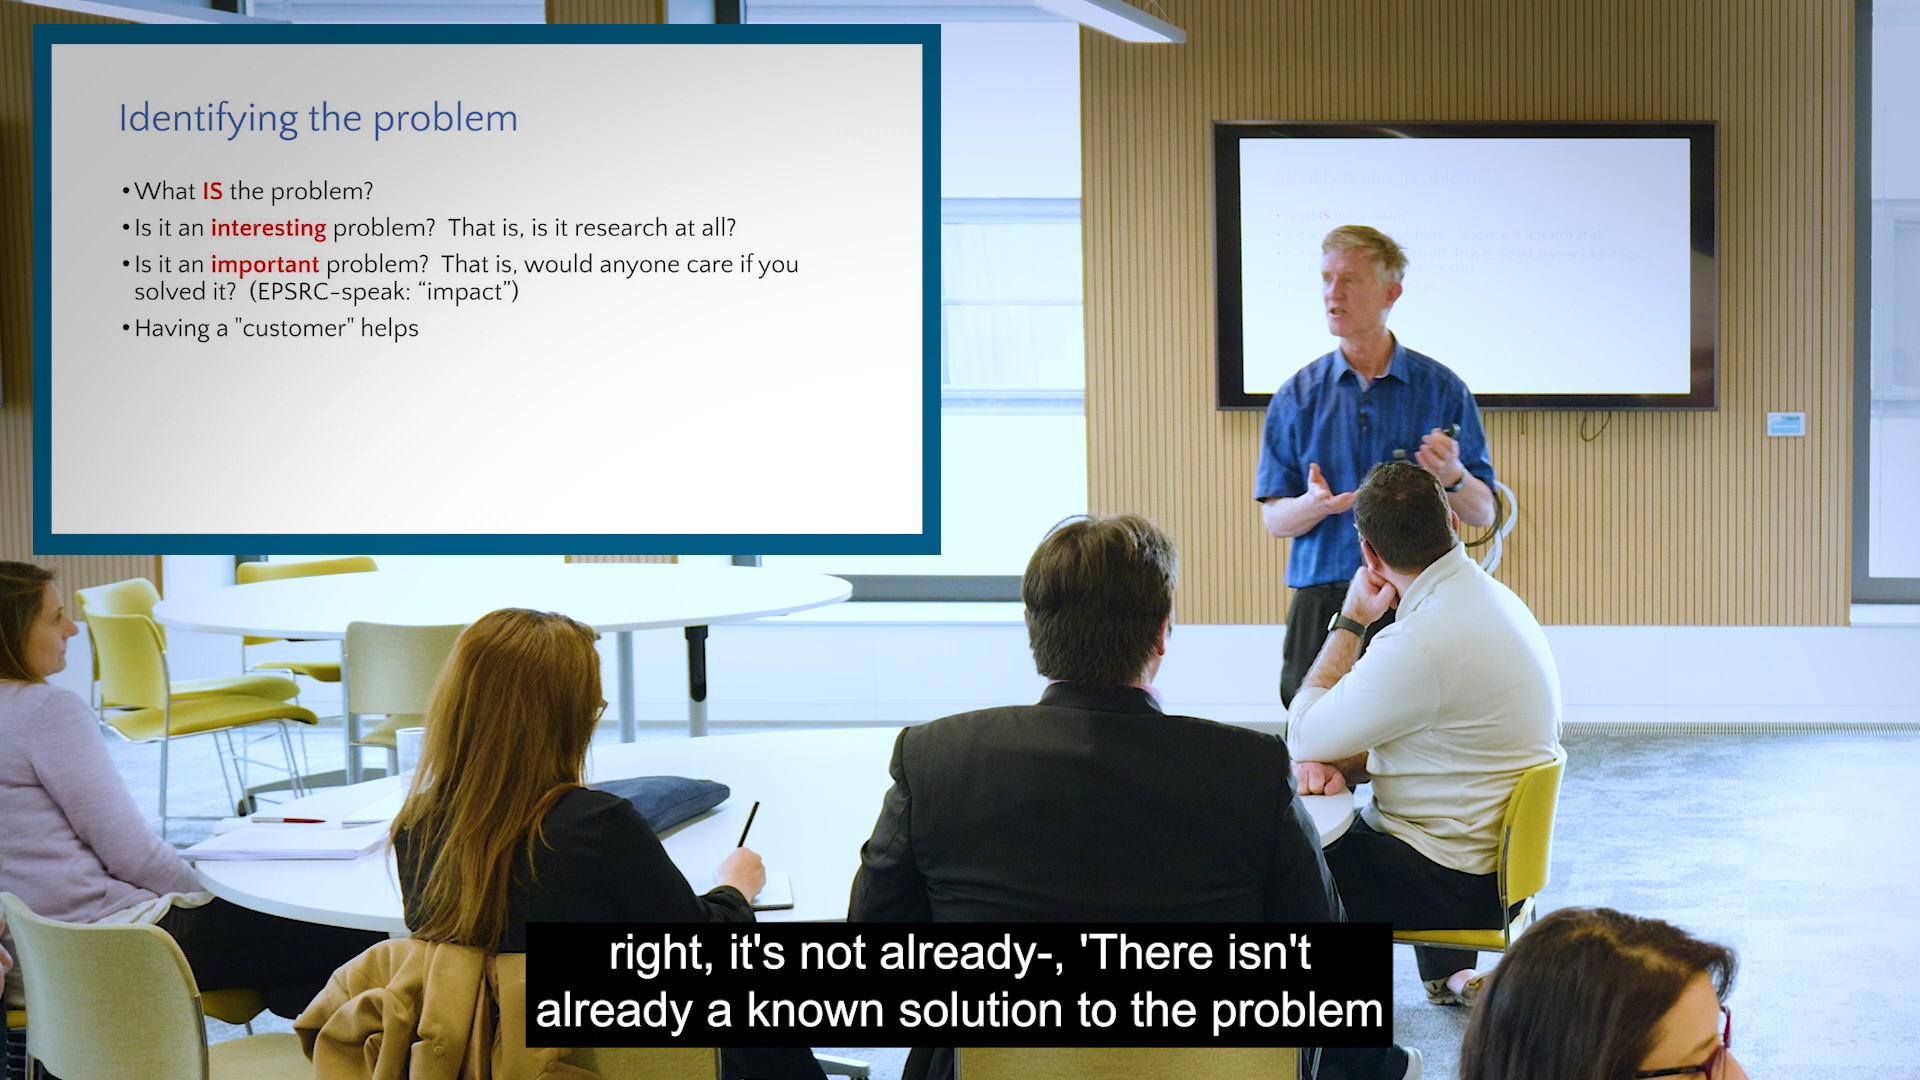 Identifying the problem
•What IS the problem?
•Is it an interesting problem?  That is, is it research at all?
•Is it an important problem?  That is, would anyone care if you
solved it?  (EPSRC-speak: “impact”)
•Having a "customer" helps
right, it's not already-, 'There isn't
already a known solution to the problem